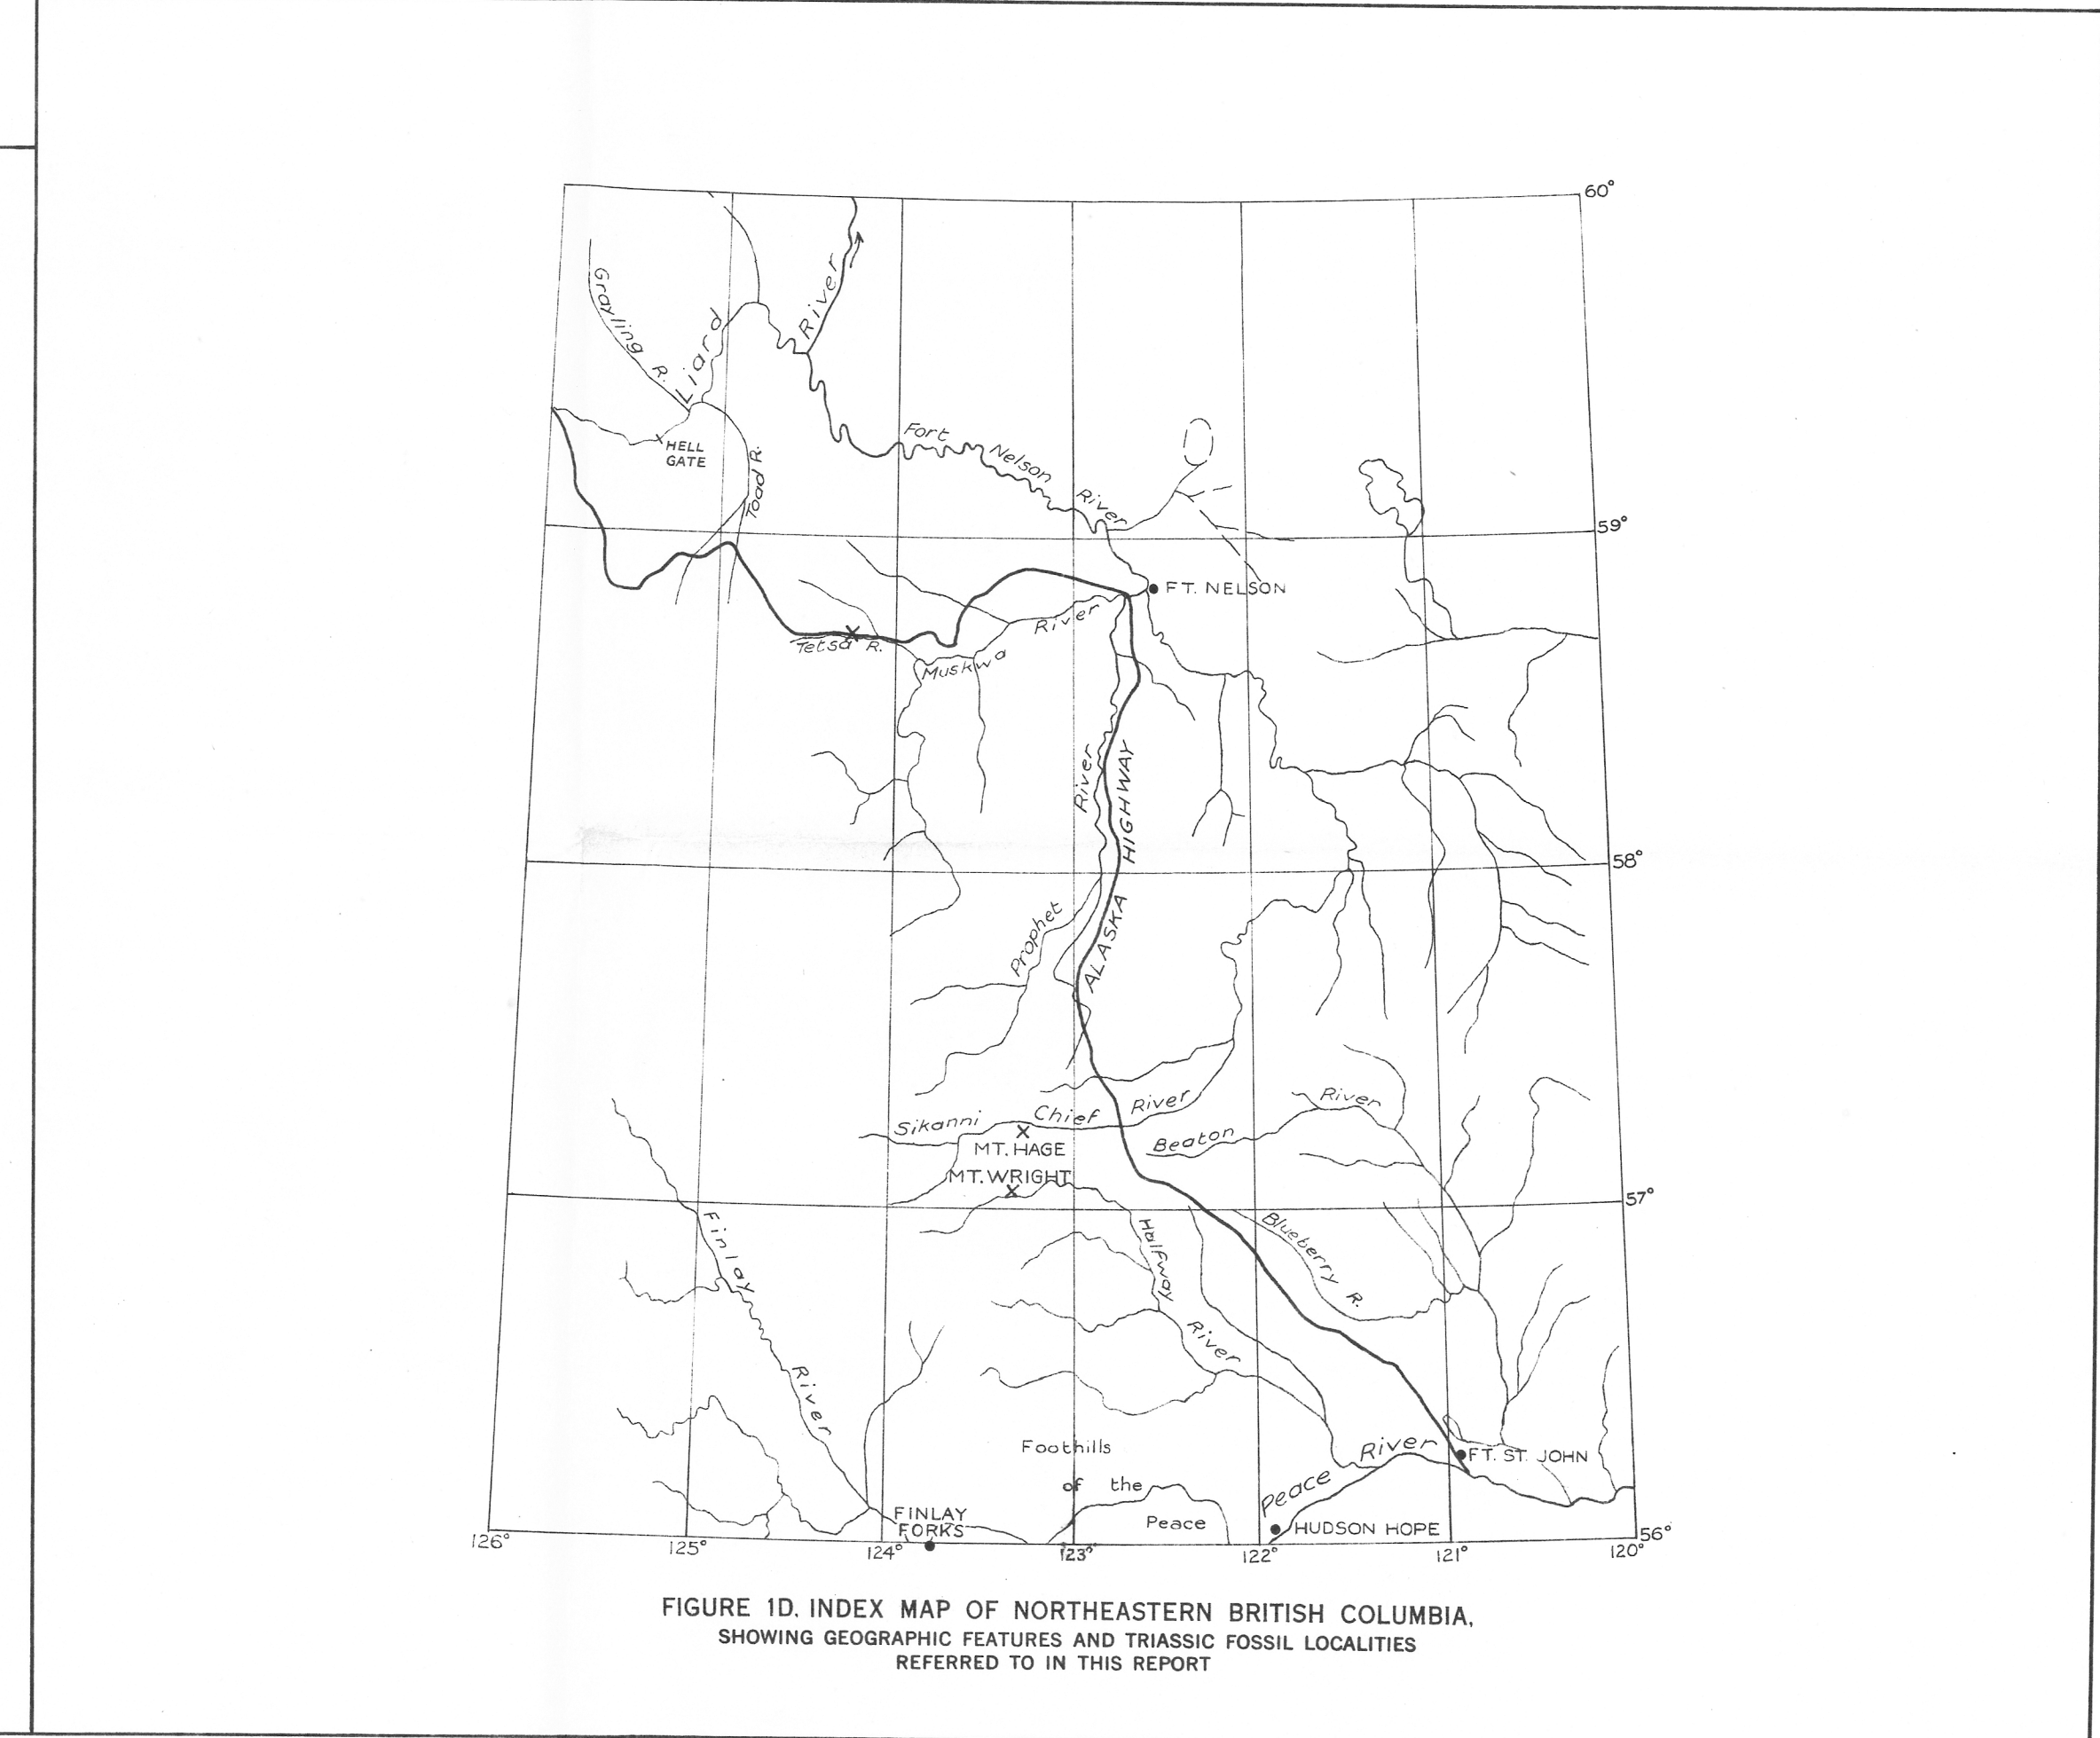 60°
Grayling R.
Liard River
HELL
GATE
Toad R.
Fort Nelson River
59°
FT. NELSON
Tetsa R.
Muskwa River
River
ALASKA HIGHWAY
58°
Prophet
Sikanni Chief River
MT. HAGE
MT. WRIGHT
Beaton River
57°
Finlay River
Halfway River
Blueberry R.
Foothills
of the
Peace
Peace River
FT. ST. JOHN
FINLAY
FORKS
HUDSON HOPE
56°
126° 125° 124° 123° 122° 121° 120°
FIGURE 1D. INDEX MAP OF NORTHEASTERN BRITISH COLUMBIA,
SHOWING GEOGRAPHIC FEATURES AND TRIASSIC FOSSIL LOCALITIES
REFERRED TO IN THIS REPORT